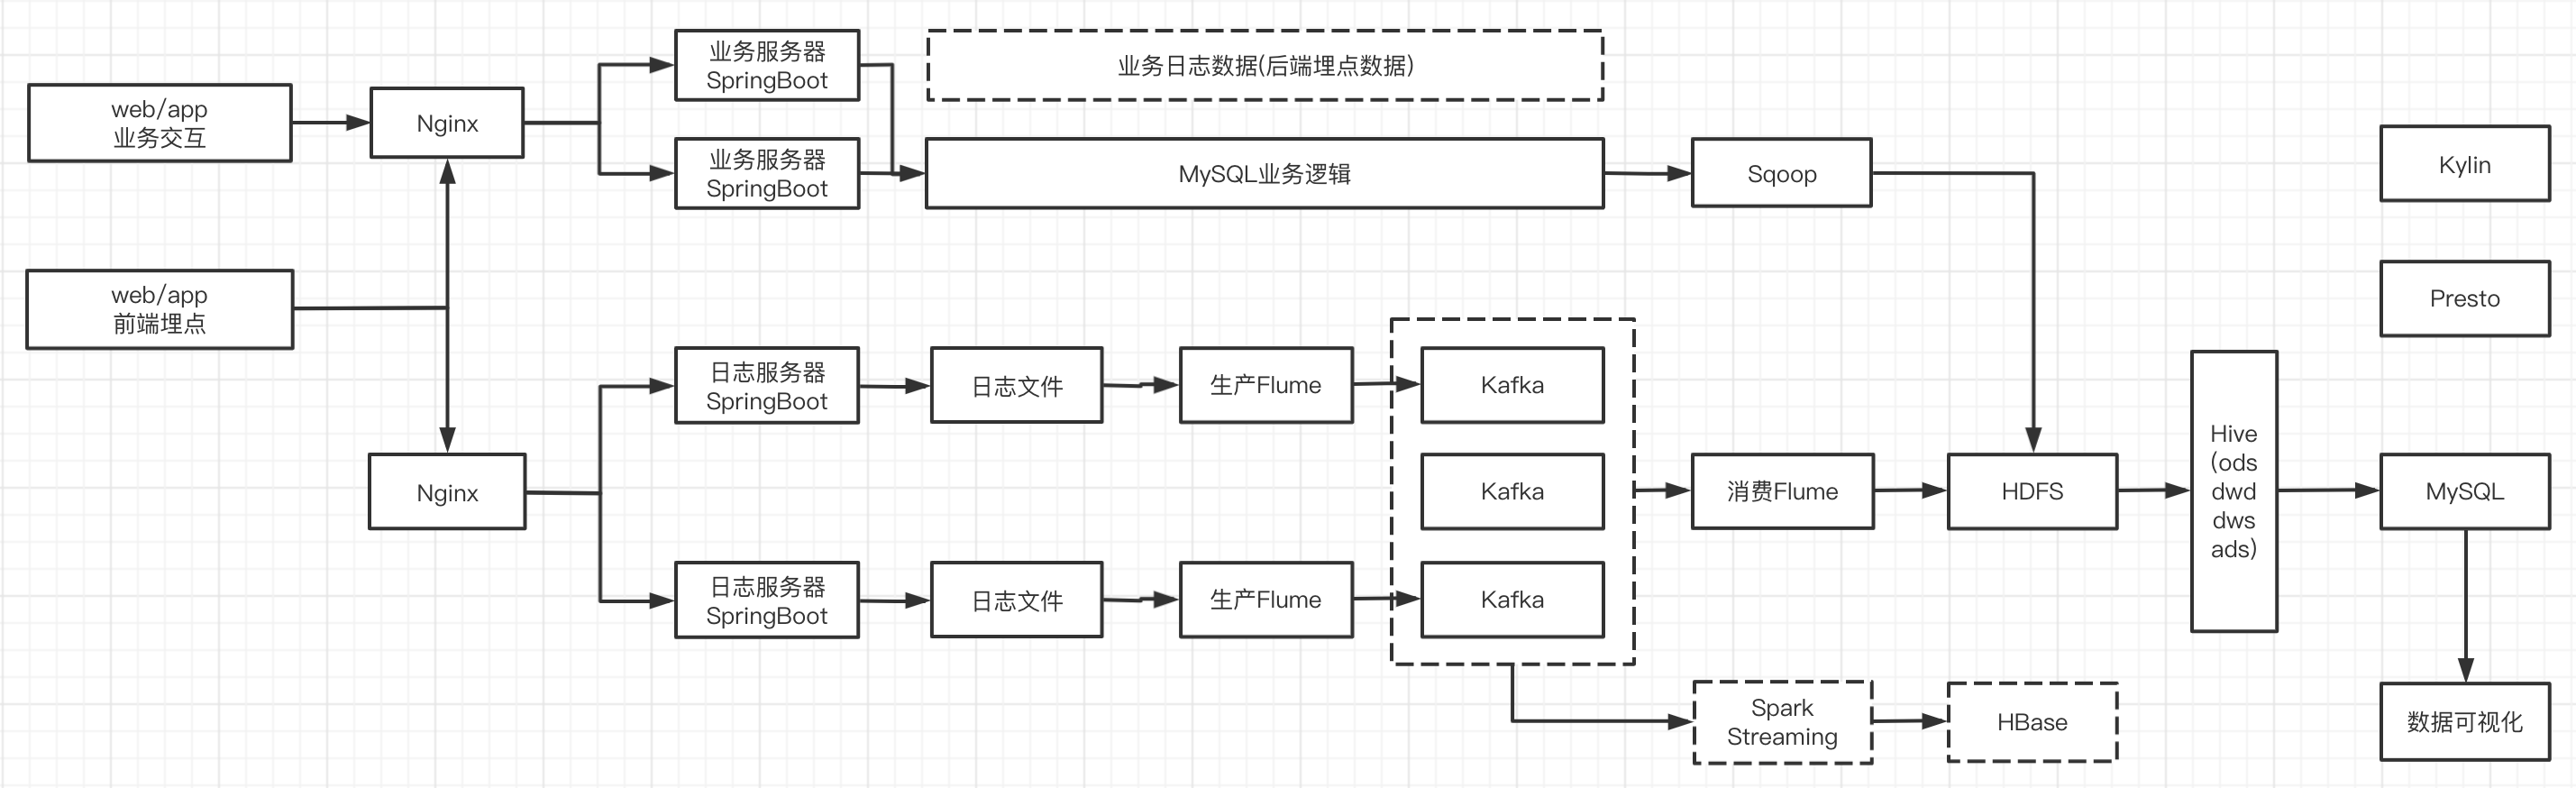 业务服务器
SpringBoot
业务日志数据(后端埋点数据)
web/app
业务交互
Nginx
业务服务器
SpringBoot
MySQL业务逻辑
Sqoop
Kylin
web/app
前端埋点
Presto
日志服务器
SpringBoot
日志文件
生产Flume
Kafka
Nginx
Kafka
消费Flume
HDFS
Hive
(ods
dwd
dws
ads)
MySQL
日志服务器
SpringBoot
日志文件
生产Flume
Kafka
Spark
Streaming
HBase
数据可视化